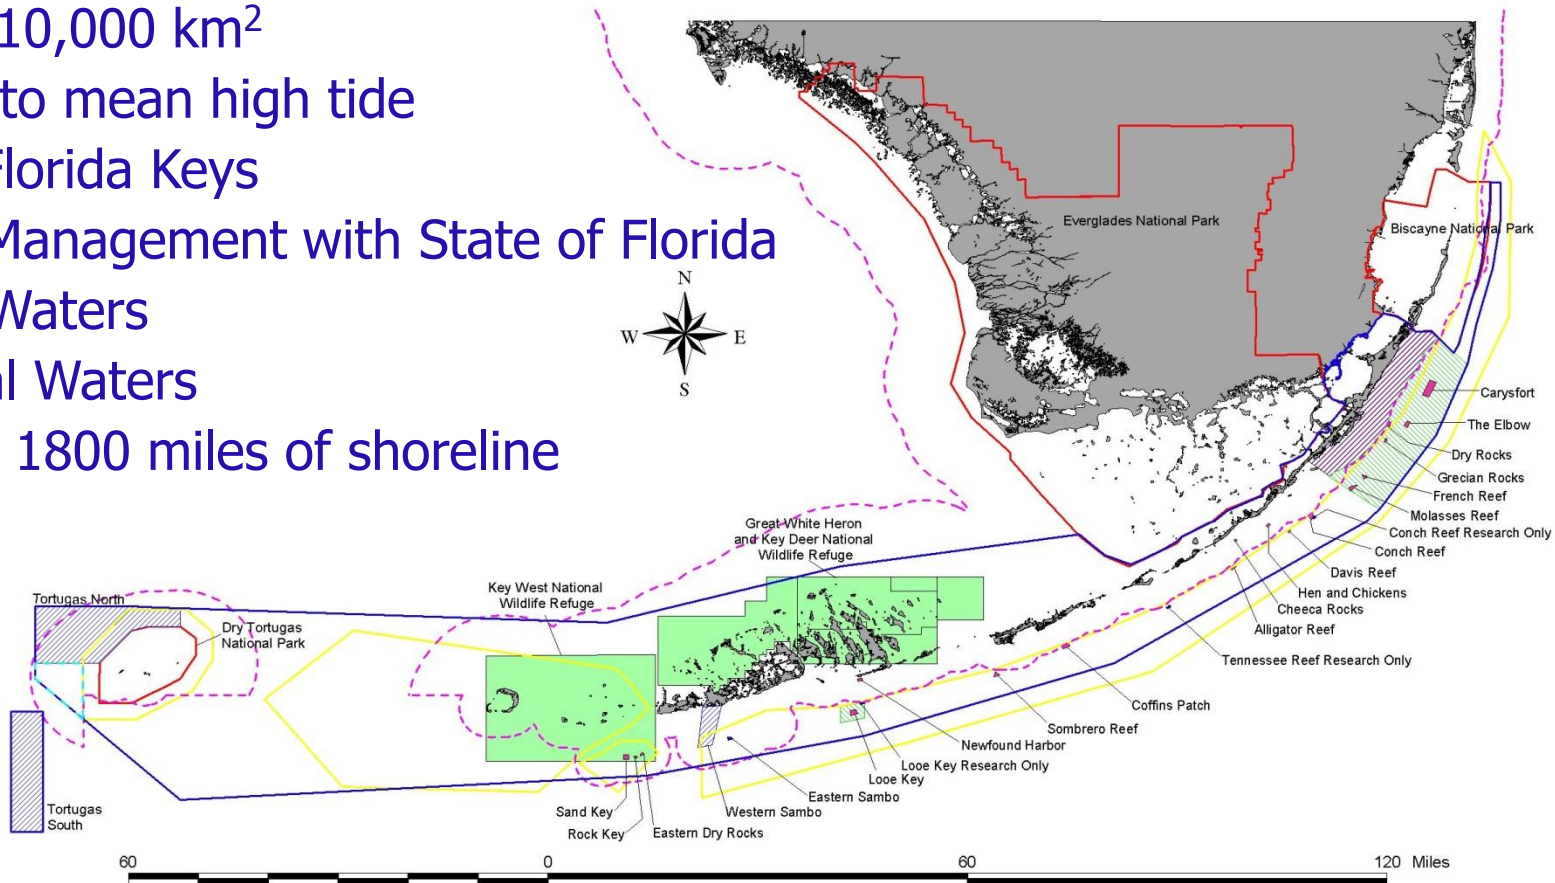 10,000 km²
to mean high tide
Florida Keys
Management with State of Florida
Waters
l Waters
1800 miles of shoreline
N
W
E
S
Everglades National Park
Biscayne National Park
Carysfort
The Elbow
Dry Rocks
Grecian Rocks
French Reef
Molasses Reef
Conch Reef Research Only
Conch Reef
Davis Reef
Hen and Chickens
Cheeca Rocks
Alligator Reef
Tennessee Reef Research Only
Coffins Patch
Sombrero Reef
Newfound Harbor
Looe Key Research Only
Looe Key
Eastern Sambo
Western Sambo
Eastern Dry Rocks
Rock Key
Sand Key
Great White Heron
and Key Deer National
Wildlife Refuge
Key West National
Wildlife Refuge
Tortugas North
Dry Tortugas
National Park
Tortugas
South
60
0
60
120 Miles